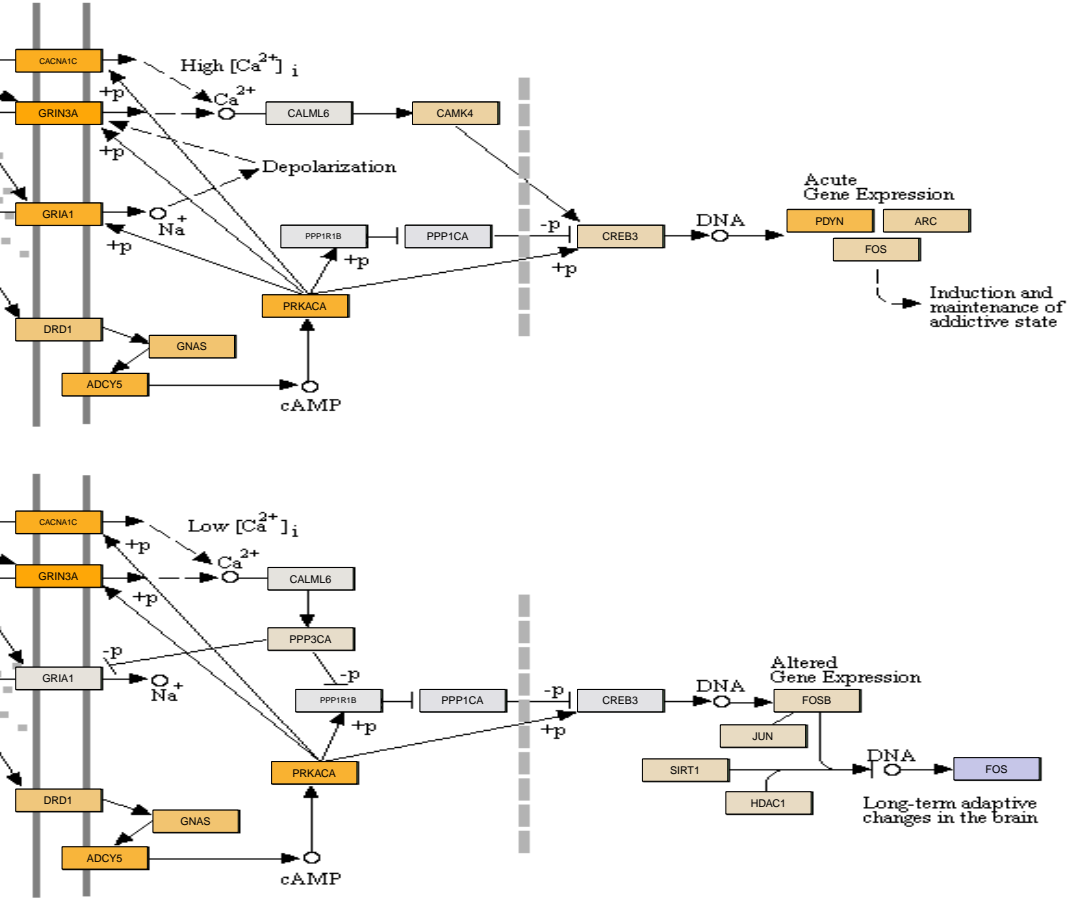 CACNA1C
High [Ca2+] i
+p
Ca2+
GRIN3A
CALML6
CAMK4
+p
Depolarization
Acute
Gene Expression
GRIA1
Na+
+p
PPP1R1B
PPP1CA
-p
CREB3
DNA
PDYN
ARC
FOS
+p
+p
PRKACA
Induction and
maintenance of
addictive state
DRD1
GNAS
ADCY5
cAMP
CACNA1C
Low [Ca2+] i
+p
Ca2+
GRIN3A
CALML6
+p
PPP3CA
-p
GRIA1
Na+
-p
Altered
Gene Expression
PPP1R1B
PPP1CA
-p
CREB3
DNA
FOSB
+p
+p
JUN
PRKACA
SIRT1
DNA
FOS
HDAC1
Long-term adaptive
changes in the brain
DRD1
GNAS
ADCY5
cAMP